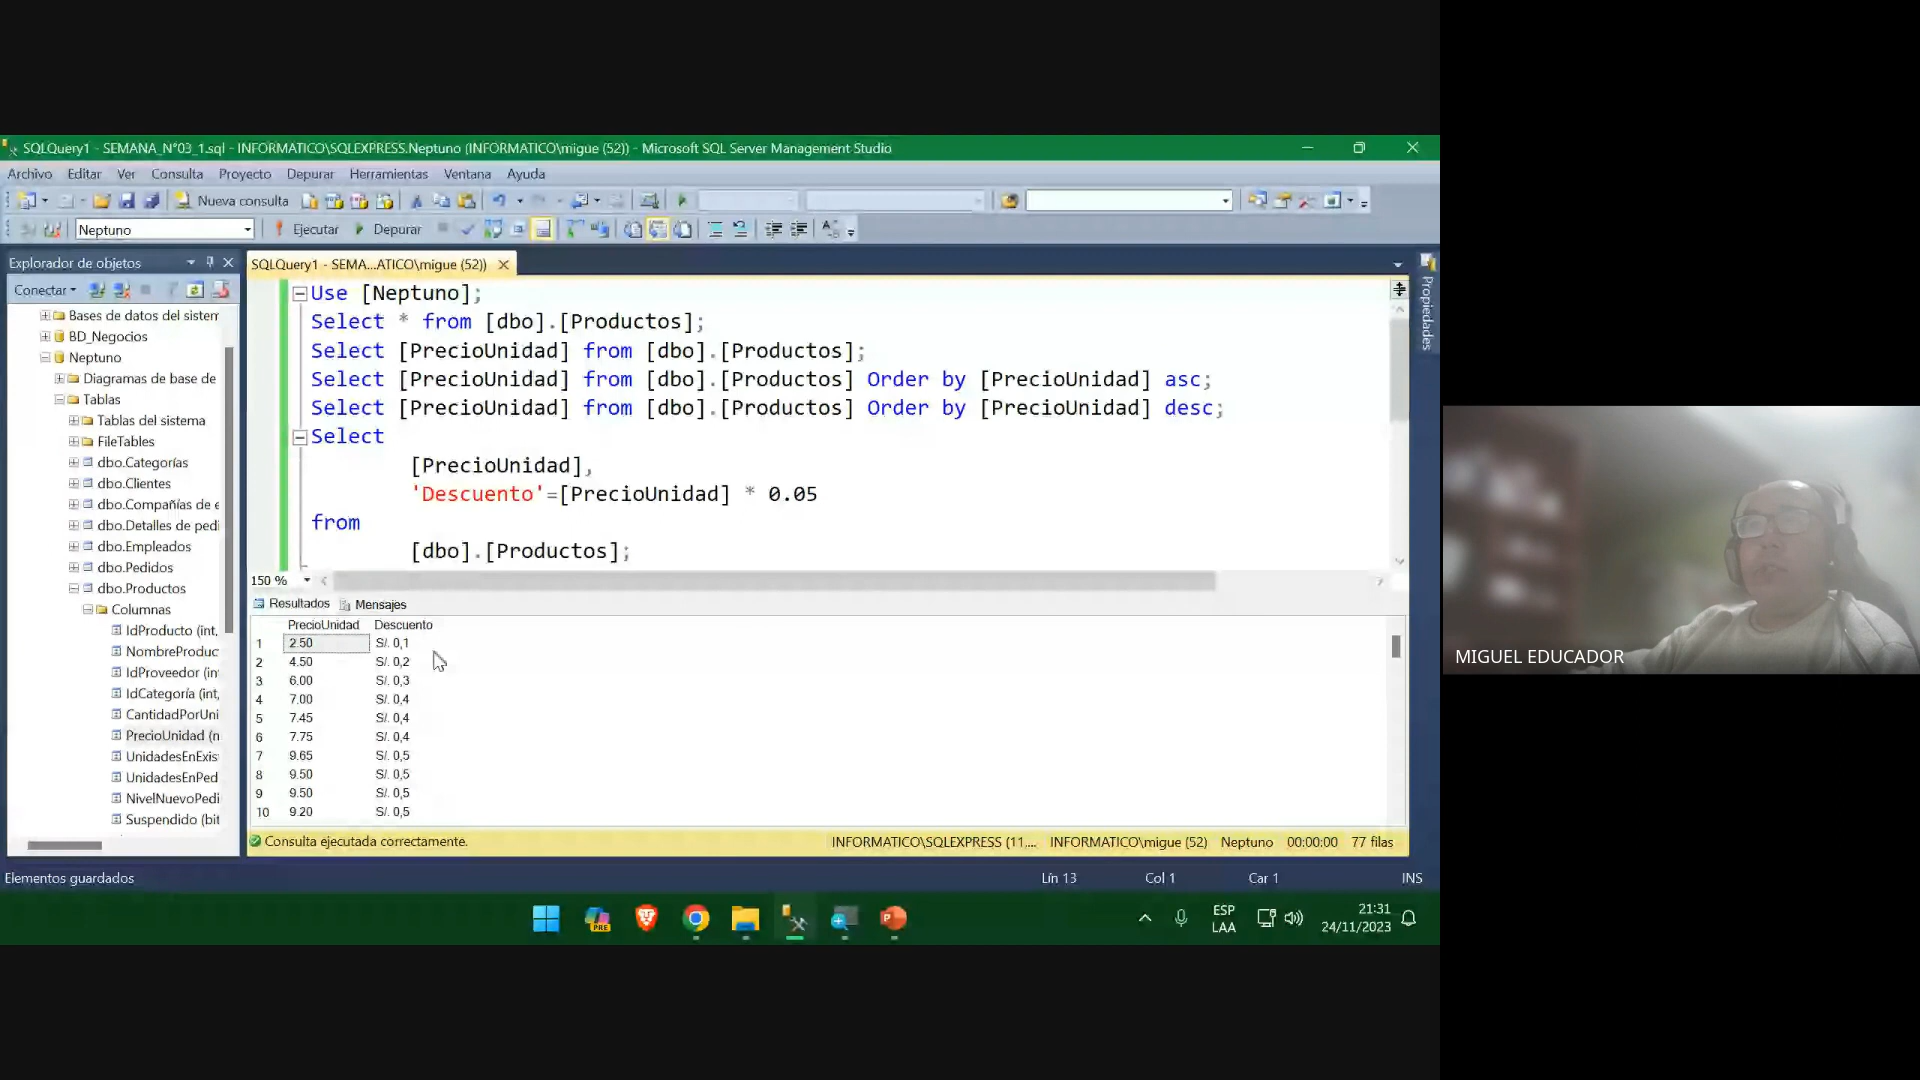 SQLQuery1 - SEMANA_N°03_1.sql - INFORMATICO\SQLEXPRESS.Neptuno (INFORMATICO\migue (52)) - Microsoft SQL Server Management Studio
Archivo Editar Ver Consulta Proyecto Depurar Herramientas Ventana Ayuda
Nueva consulta
Neptuno Ejecutar Depurar
Explorador de objetos
Conectar
Bases de datos del sistem
BD_Negocios
Neptuno
Diagramas de base de
Tablas
Tablas del sistema
FileTables
dbo.Categorías
dbo.Clientes
dbo.Compañías de e
dbo.Detalles de pedi
dbo.Empleados
dbo.Pedidos
dbo.Productos
Columnas
IdProducto (int,
NombreProduc
IdProveedor (in
IdCategoría (int,
CantidadPorUni
PrecioUnidad (n
UnidadesEnExis
UnidadesEnPed
NivelNuevoPedi
Suspendido (bit
SQLQuery1 - SEMA...ATICO\migue (52))
Use [Neptuno];
Select * from [dbo].[Productos];
Select [PrecioUnidad] from [dbo].[Productos];
Select [PrecioUnidad] from [dbo].[Productos] Order by [PrecioUnidad] asc;
Select [PrecioUnidad] from [dbo].[Productos] Order by [PrecioUnidad] desc;
Select
[PrecioUnidad],
'Descuento'=[PrecioUnidad] * 0.05
from
[dbo].[Productos];
150 %
Resultados Mensajes
PrecioUnidad Descuento
1 2.50 S/. 0,1
2 4.50 S/. 0,2
3 6.00 S/. 0,3
4 7.00 S/. 0,4
5 7.45 S/. 0,4
6 7.75 S/. 0,4
7 9.65 S/. 0,5
8 9.50 S/. 0,5
9 9.50 S/. 0,5
10 9.20 S/. 0,5
Consulta ejecutada correctamente. INFORMATICO\SQLEXPRESS (11.... INFORMATICO\migue (52) Neptuno 00:00:00 77 filas
Propiedades
Elementos guardados Lín 13 Col 1 Car 1 INS
PRE
ESP
LAA
21:31
24/11/2023
MIGUEL EDUCADOR